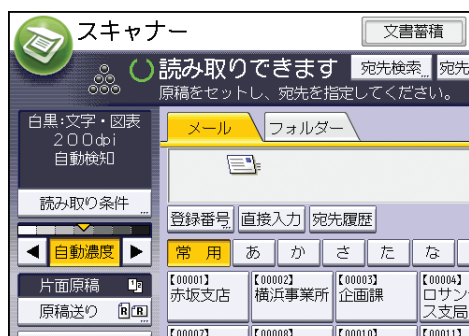 スキャナー
文書蓄積
読み取りできます
宛先検索
宛先
原稿をセットし、宛先を指定してください。
白黒:文字・図表
200dpi
自動検知
読み取り条件
自動濃度
片面原稿
原稿送り
メール
フォルダー
登録番号
直接入力
宛先履歴
常用
あ
か
さ
た
な
【00001】
赤坂支店
【00002】
横浜事業所
【00003】
企画課
【00004】
ロサン
ス支局
【00007】
【00008】
【00010】
【00011】